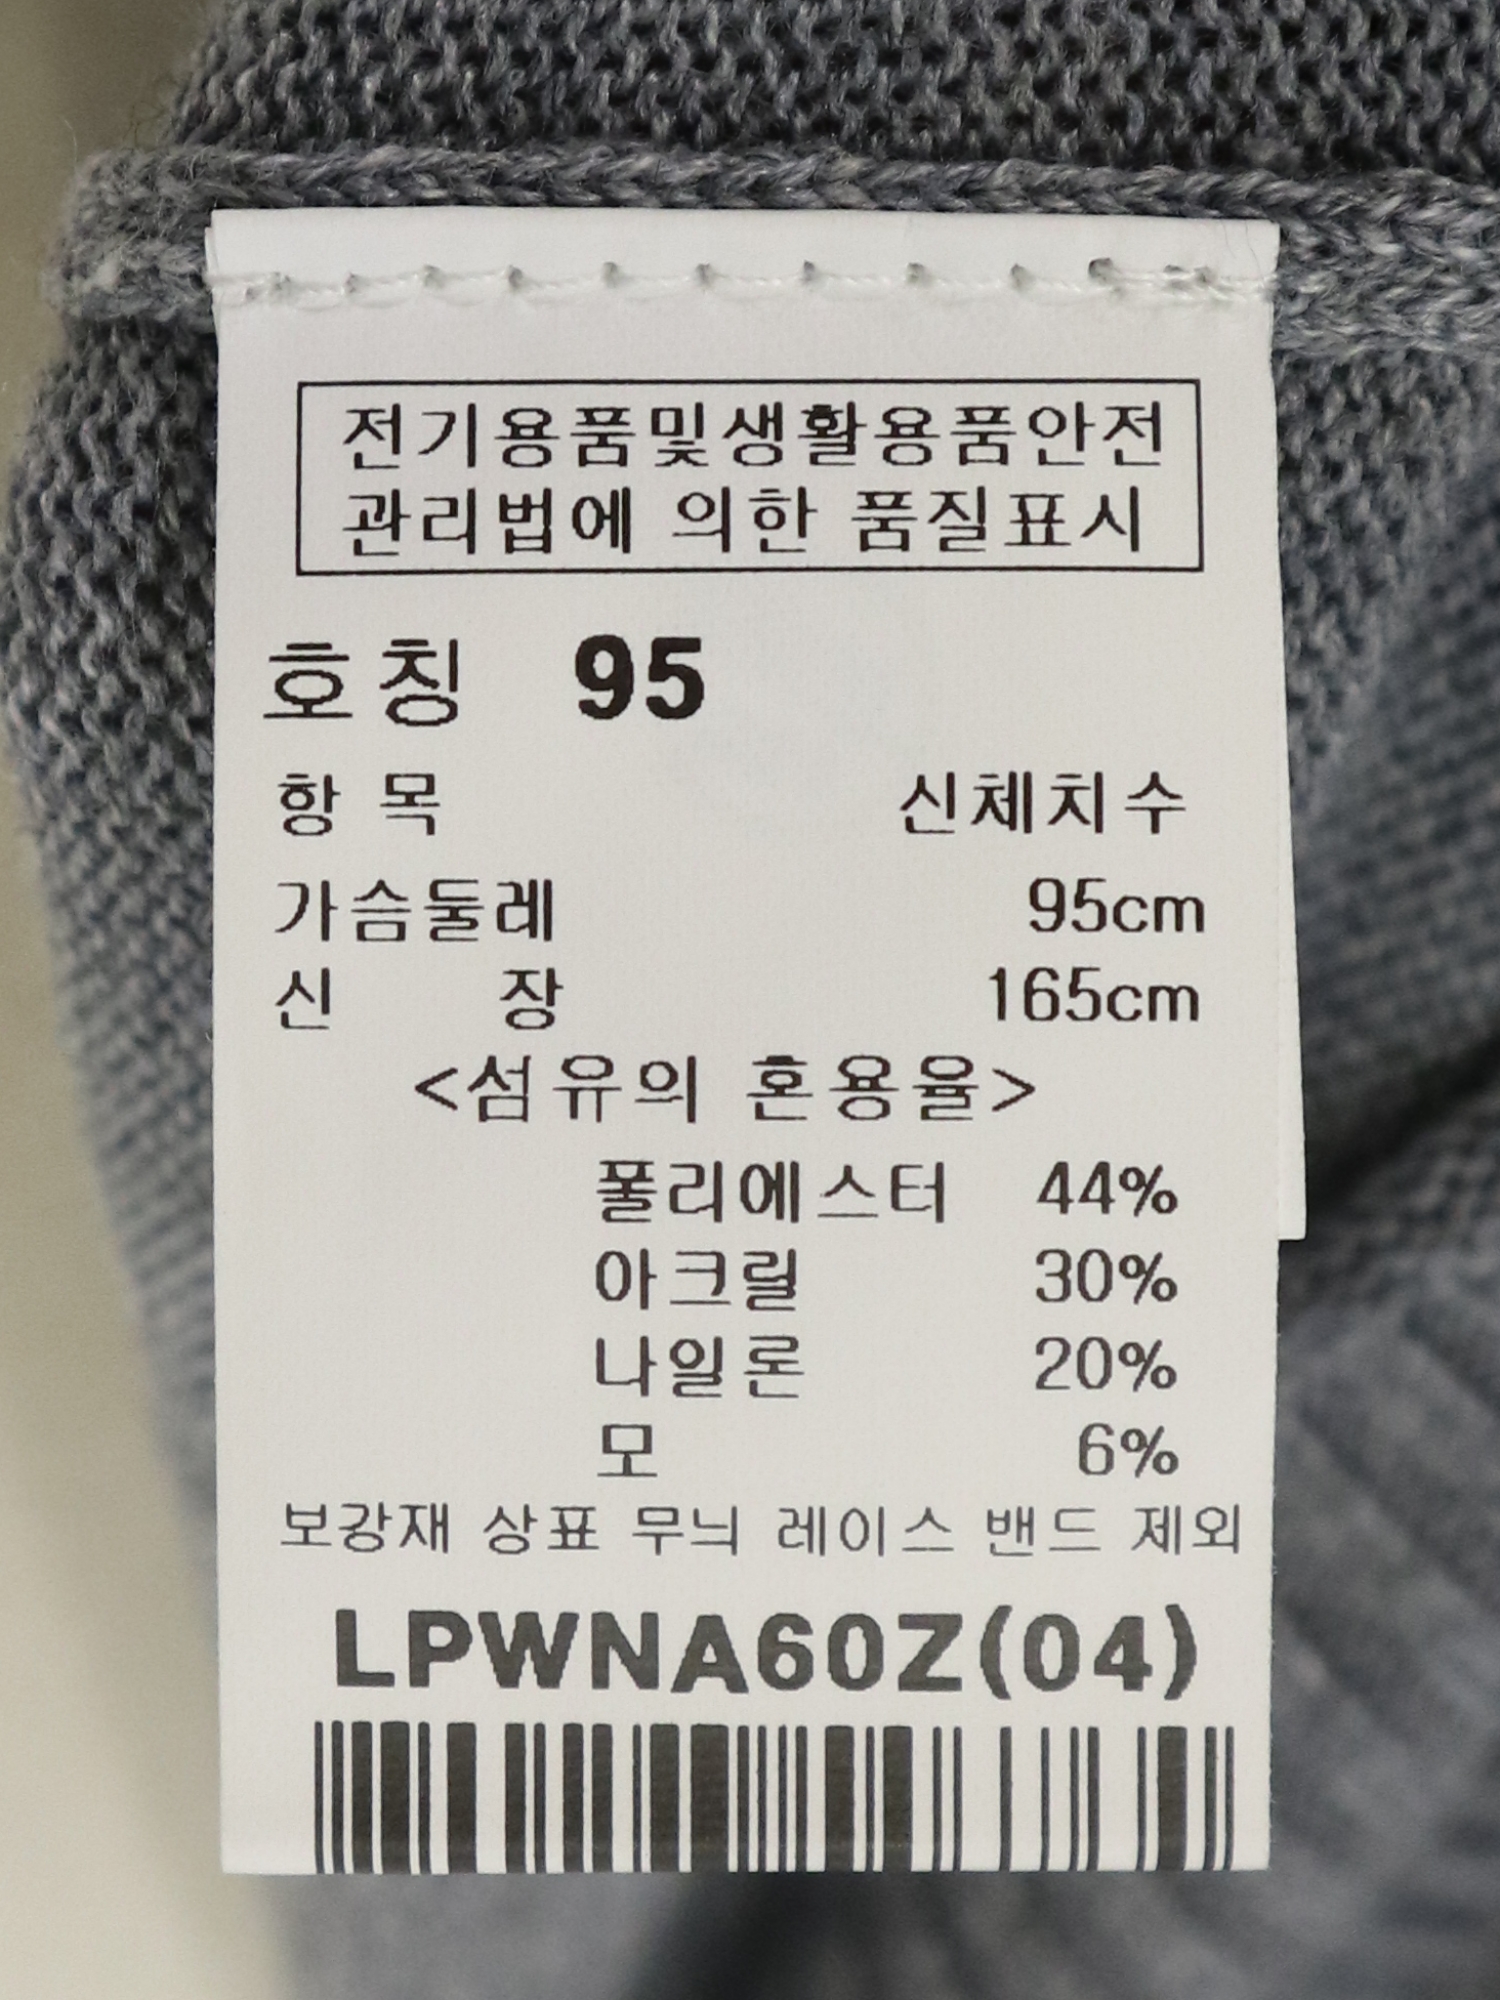 전기용품및생활용품안전
관리법에 의한 품질표시
호칭 95
항목 신체치수
가슴둘레 95cm
신 장 165cm
<섬유의 혼용율>
폴리에스터 44%
아크릴 30%
나일론 20%
모 6%
보강재 상표 무늬 레이스 밴드 제외
LPWNA60Z(04)